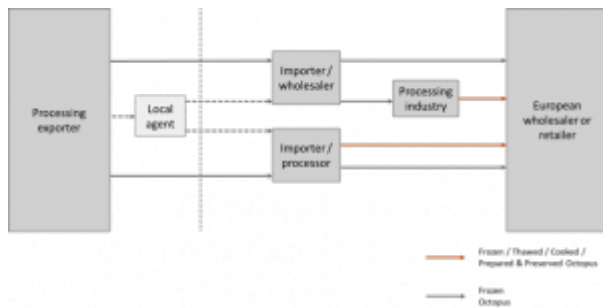 Processing
exporter
Local
agent
Importer /
wholesaler
Processing
industry
Importer /
processor
European
wholesaler or
retailer
Frozen / Thawed / Cooked /
Prepared & Preserved Octopus
Frozen
Octopus